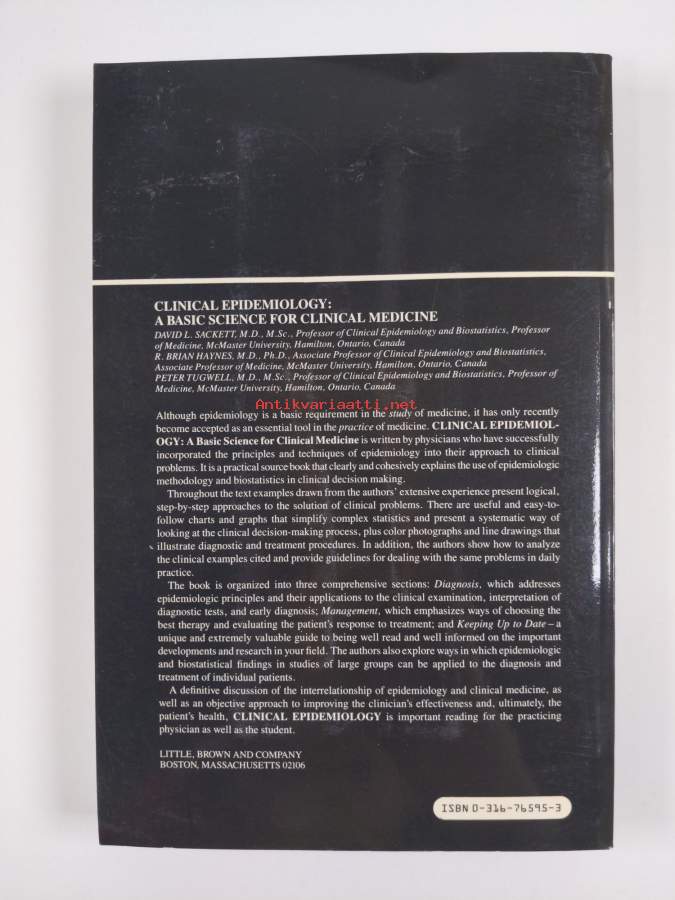 CLINICAL EPIDEMIOLOGY:
A BASIC SCIENCE FOR CLINICAL MEDICINE
DAVID L. SACKETT, M.D., M.Sc., Professor of Clinical Epidemiology and Biostatistics, Professor
of Medicine, McMaster University, Hamilton, Ontario, Canada
R. BRIAN HAYNES, M.D., Ph.D., Associate Professor of Clinical Epidemiology and Biostatistics,
Associate Professor of Medicine, McMaster University, Hamilton, Ontario, Canada
PETER TUGWELL, M.D., M.Sc., Professor of Clinical Epidemiology and Biostatistics, Professor of
Medicine, McMaster University, Hamilton, Ontario, Canada
Antikvariaatti.net
Although epidemiology is a basic requirement in the study of medicine, it has only recently
become accepted as an essential tool in the practice of medicine. CLINICAL EPIDEMIOL-
OGY: A Basic Science for Clinical Medicine is written by physicians who have successfully
incorporated the principles and techniques of epidemiology into their approach to clinical
problems. It is a practical source book that clearly and cohesively explains the use of epidemiologic
methodology and biostatistics in clinical decision making.
Throughout the text examples drawn from the authors' extensive experience present logical,
step-by-step approaches to the solution of clinical problems. There are useful and easy-to-
follow charts and graphs that simplify complex statistics and present a systematic way of
looking at the clinical decision-making process, plus color photographs and line drawings that
illustrate diagnostic and treatment procedures. In addition, the authors show how to analyze
the clinical examples cited and provide guidelines for dealing with the same problems in daily
practice.
The book is organized into three comprehensive sections: Diagnosis, which addresses
epidemiologic principles and their applications to the clinical examination, interpretation of
diagnostic tests, and early diagnosis; Management, which emphasizes ways of choosing the
best therapy and evaluating the patient's response to treatment; and Keeping Up to Date – a
unique and extremely valuable guide to being well read and well informed on the important
developments and research in your field. The authors also explore ways in which epidemiologic
and biostatistical findings in studies of large groups can be applied to the diagnosis and
treatment of individual patients.
A definitive discussion of the interrelationship of epidemiology and clinical medicine, as
well as an objective approach to improving the clinician's effectiveness and, ultimately, the
patient's health, CLINICAL EPIDEMIOLOGY is important reading for the practicing
physician as well as the student.
LITTLE, BROWN AND COMPANY
BOSTON, MASSACHUSETTS 02106
ISBN 0-316-76595-3